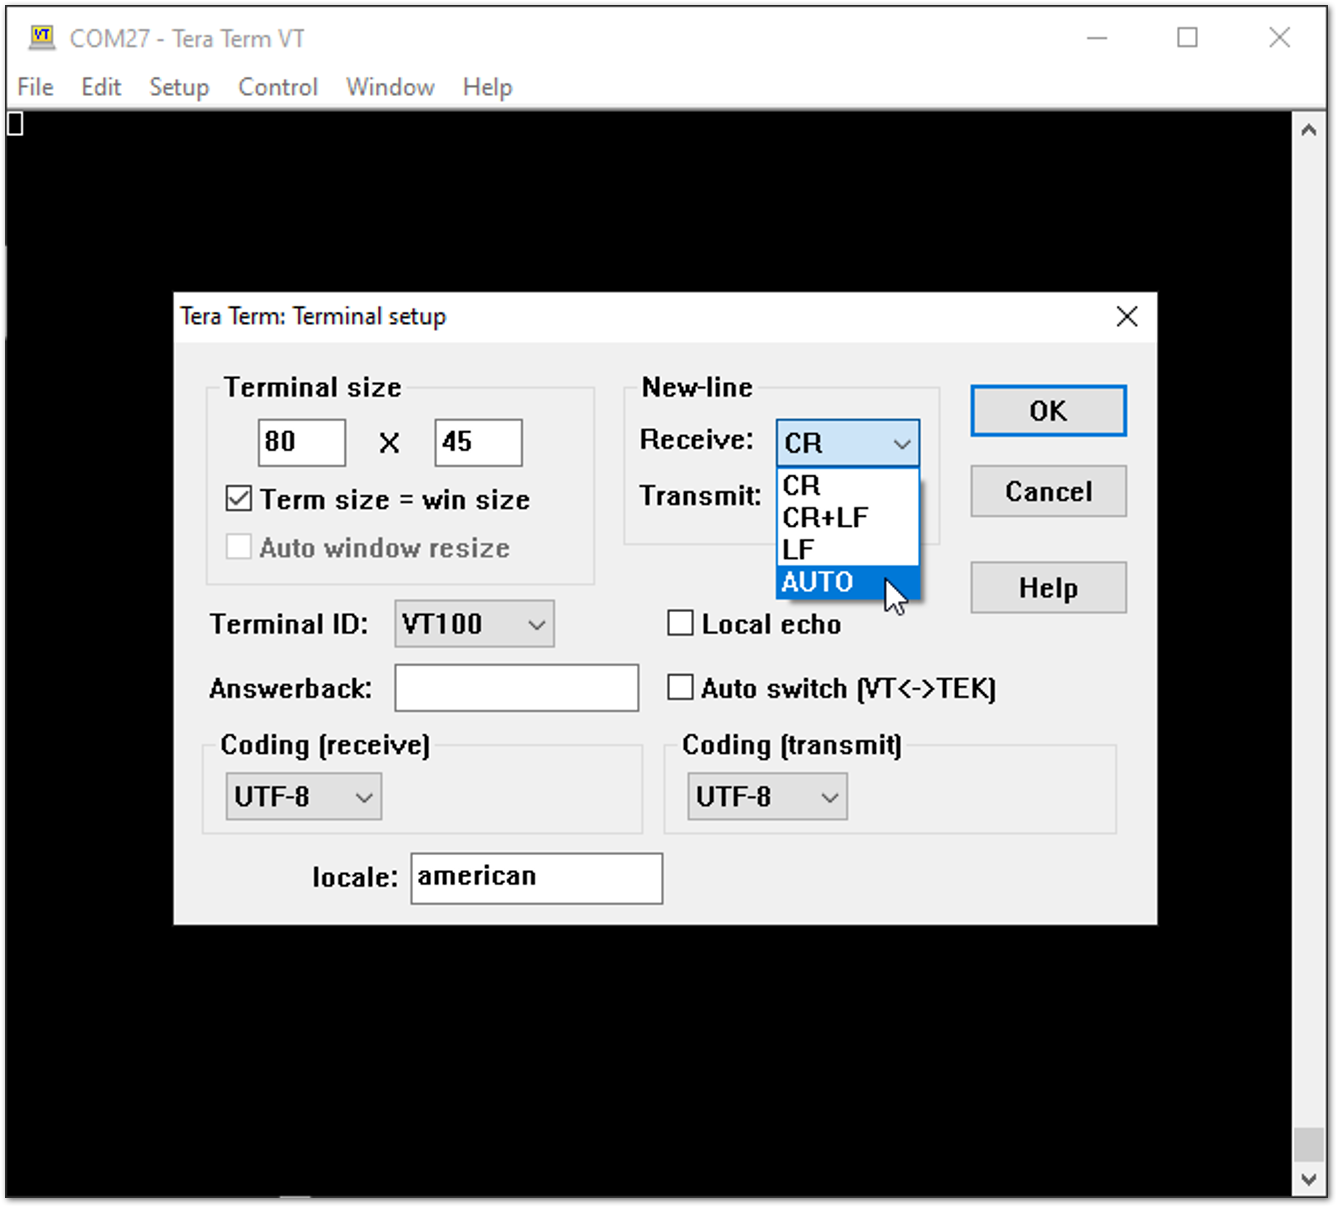 VT COM27 - Tera Term VT
File Edit Setup Control Window Help
Tera Term: Terminal setup
Terminal size
80 X 45
Term size = win size
Auto window resize
New-line
Receive: CR
CR
CR+LF
LF
AUTO
Transmit:
OK
Cancel
Help
Terminal ID: VT100
Local echo
Answerback:
Auto switch (VT<->TEK)
Coding (receive)
UTF-8
Coding (transmit)
UTF-8
locale: american